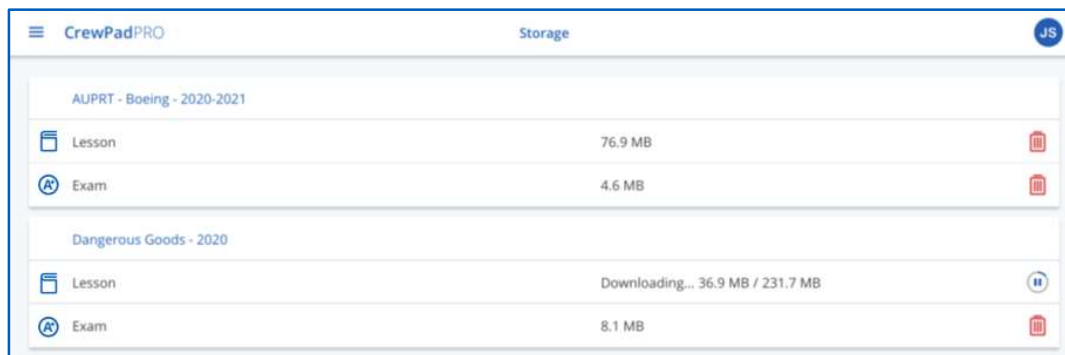 CrewPadPRO Storage JS
AUPRT - Boeing - 2020-2021
Lesson 76.9 MB
A+ Exam 4.6 MB
Dangerous Goods - 2020
Lesson Downloading... 36.9 MB / 231.7 MB
A+ Exam 8.1 MB